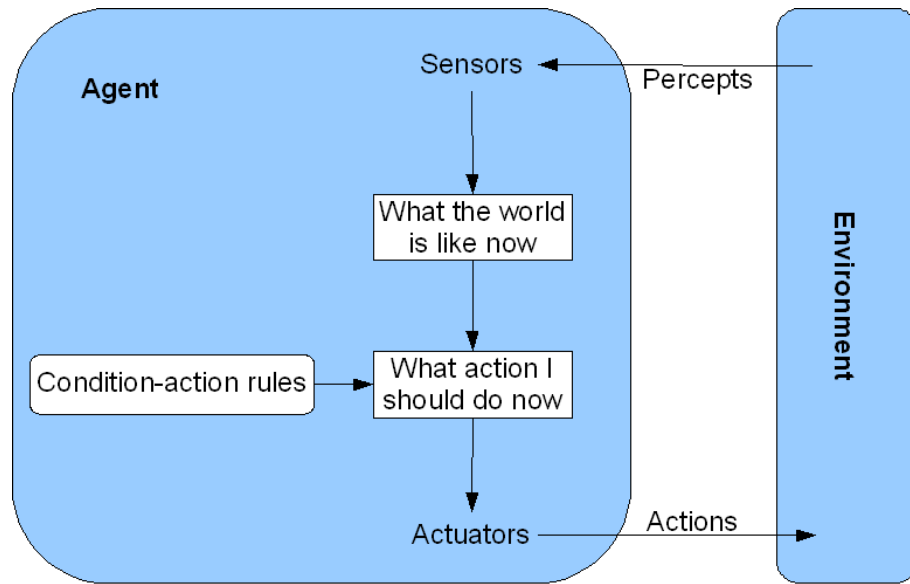 Agent
Sensors
Percepts
What the world
is like now
Environment
Condition-action rules
What action I
should do now
Actuators
Actions